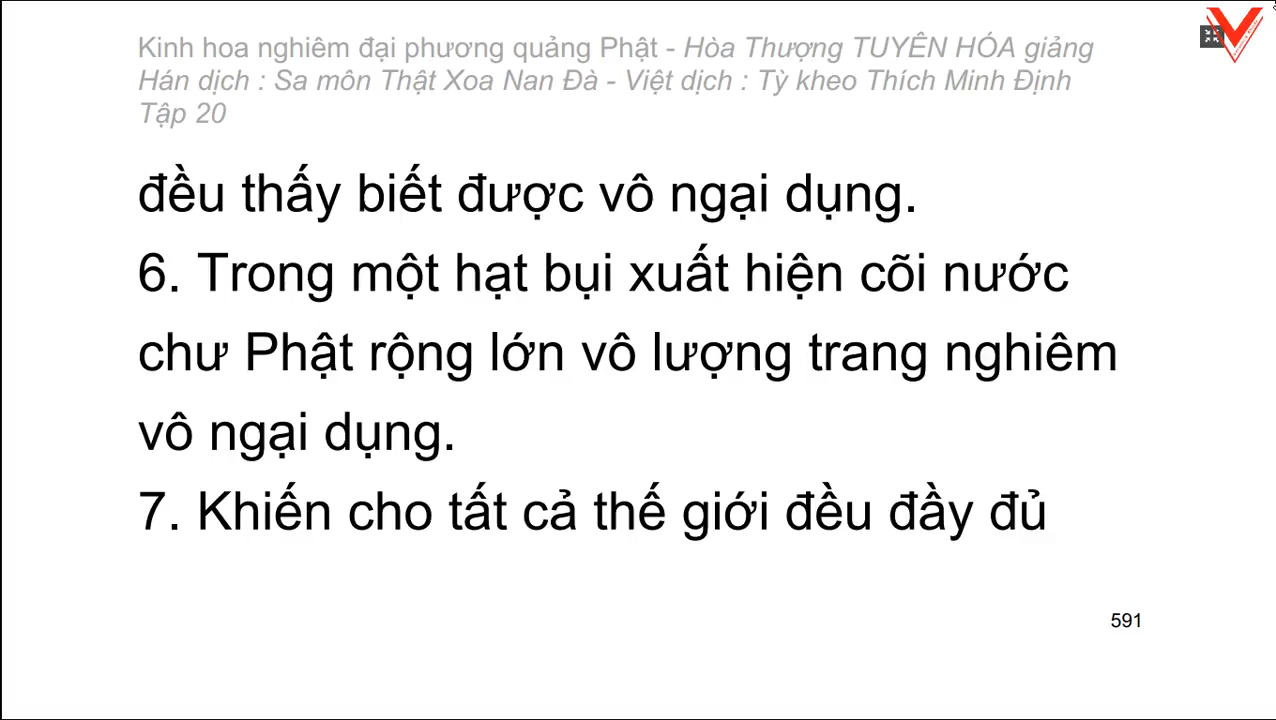 Kinh hoa nghiêm đại phương quảng Phật - Hòa Thượng TUYÊN HÓA giảng
Hán dịch : Sa môn Thật Xoa Nan Đà - Việt dịch : Tỳ kheo Thích Minh Định
Tập 20
đều thấy biết được vô ngại dụng.
6. Trong một hạt bụi xuất hiện cõi nước
chư Phật rộng lớn vô lượng trang nghiêm
vô ngại dụng.
7. Khiến cho tất cả thế giới đều đầy đủ
591